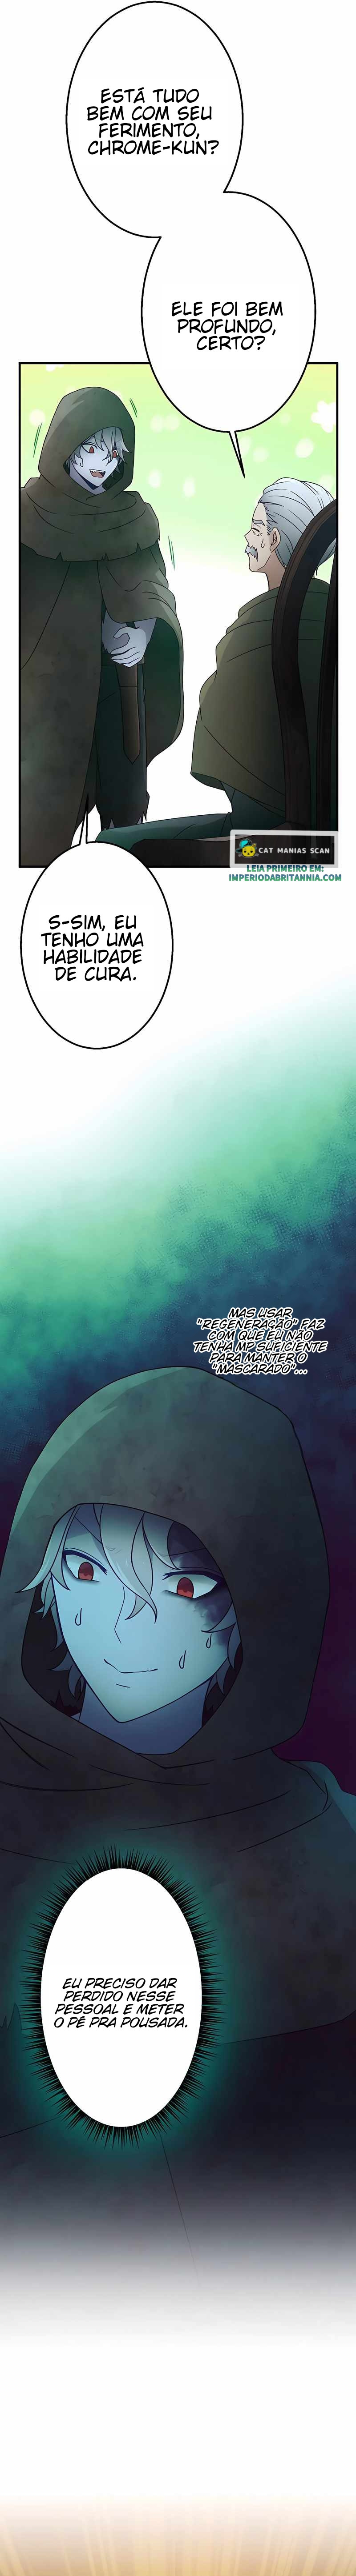 ESTÁ TUDO
BEM COM SEU
FERIMENTO,
CHROME-KUN?
ELE FOI BEM
PROFUNDO,
CERTO?
CAT MANIAS SCAN
LEIA PRIMEIRO EM:
IMPERIODABRITANNIA.COM
S-SIM, EU
TENHO UMA
HABILIDADE
DE CURA.
MAS USAR
"REGENERAÇÃO" FAZ
COM QUE EU NÃO
TENHA MP SUFICIENTE
PARA MANTER O
"MASCARADO"...
EU PRECISO DAR
PERDIDO NESSE
PESSOAL E METER
O PÉ PRA POUSADA.